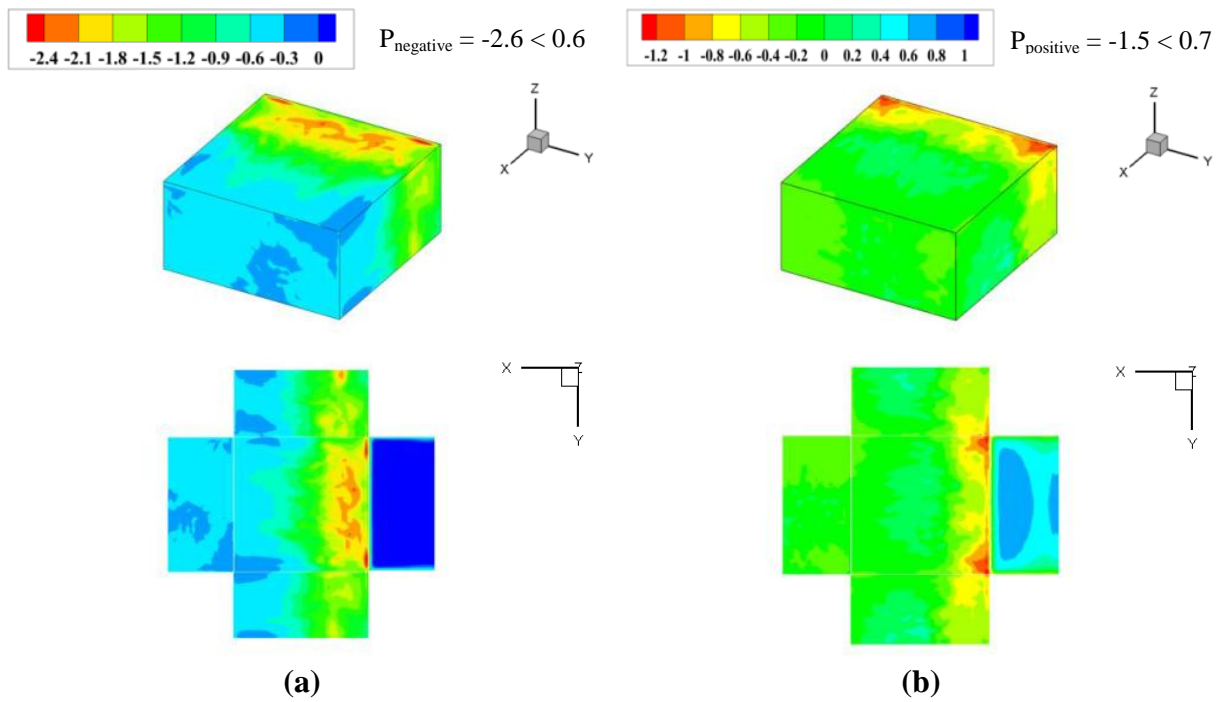 -2.4 -2.1 -1.8 -1.5 -1.2 -0.9 -0.6 -0.3 0
Pnegative = -2.6 < 0.6
-1.2 -1 -0.8 -0.6 -0.4 -0.2 0 0.2 0.4 0.6 0.8 1
Ppositive = -1.5 < 0.7
Z
Y
X
Z
Y
X
X
Z
Y
X
Z
Y
(a)
(b)